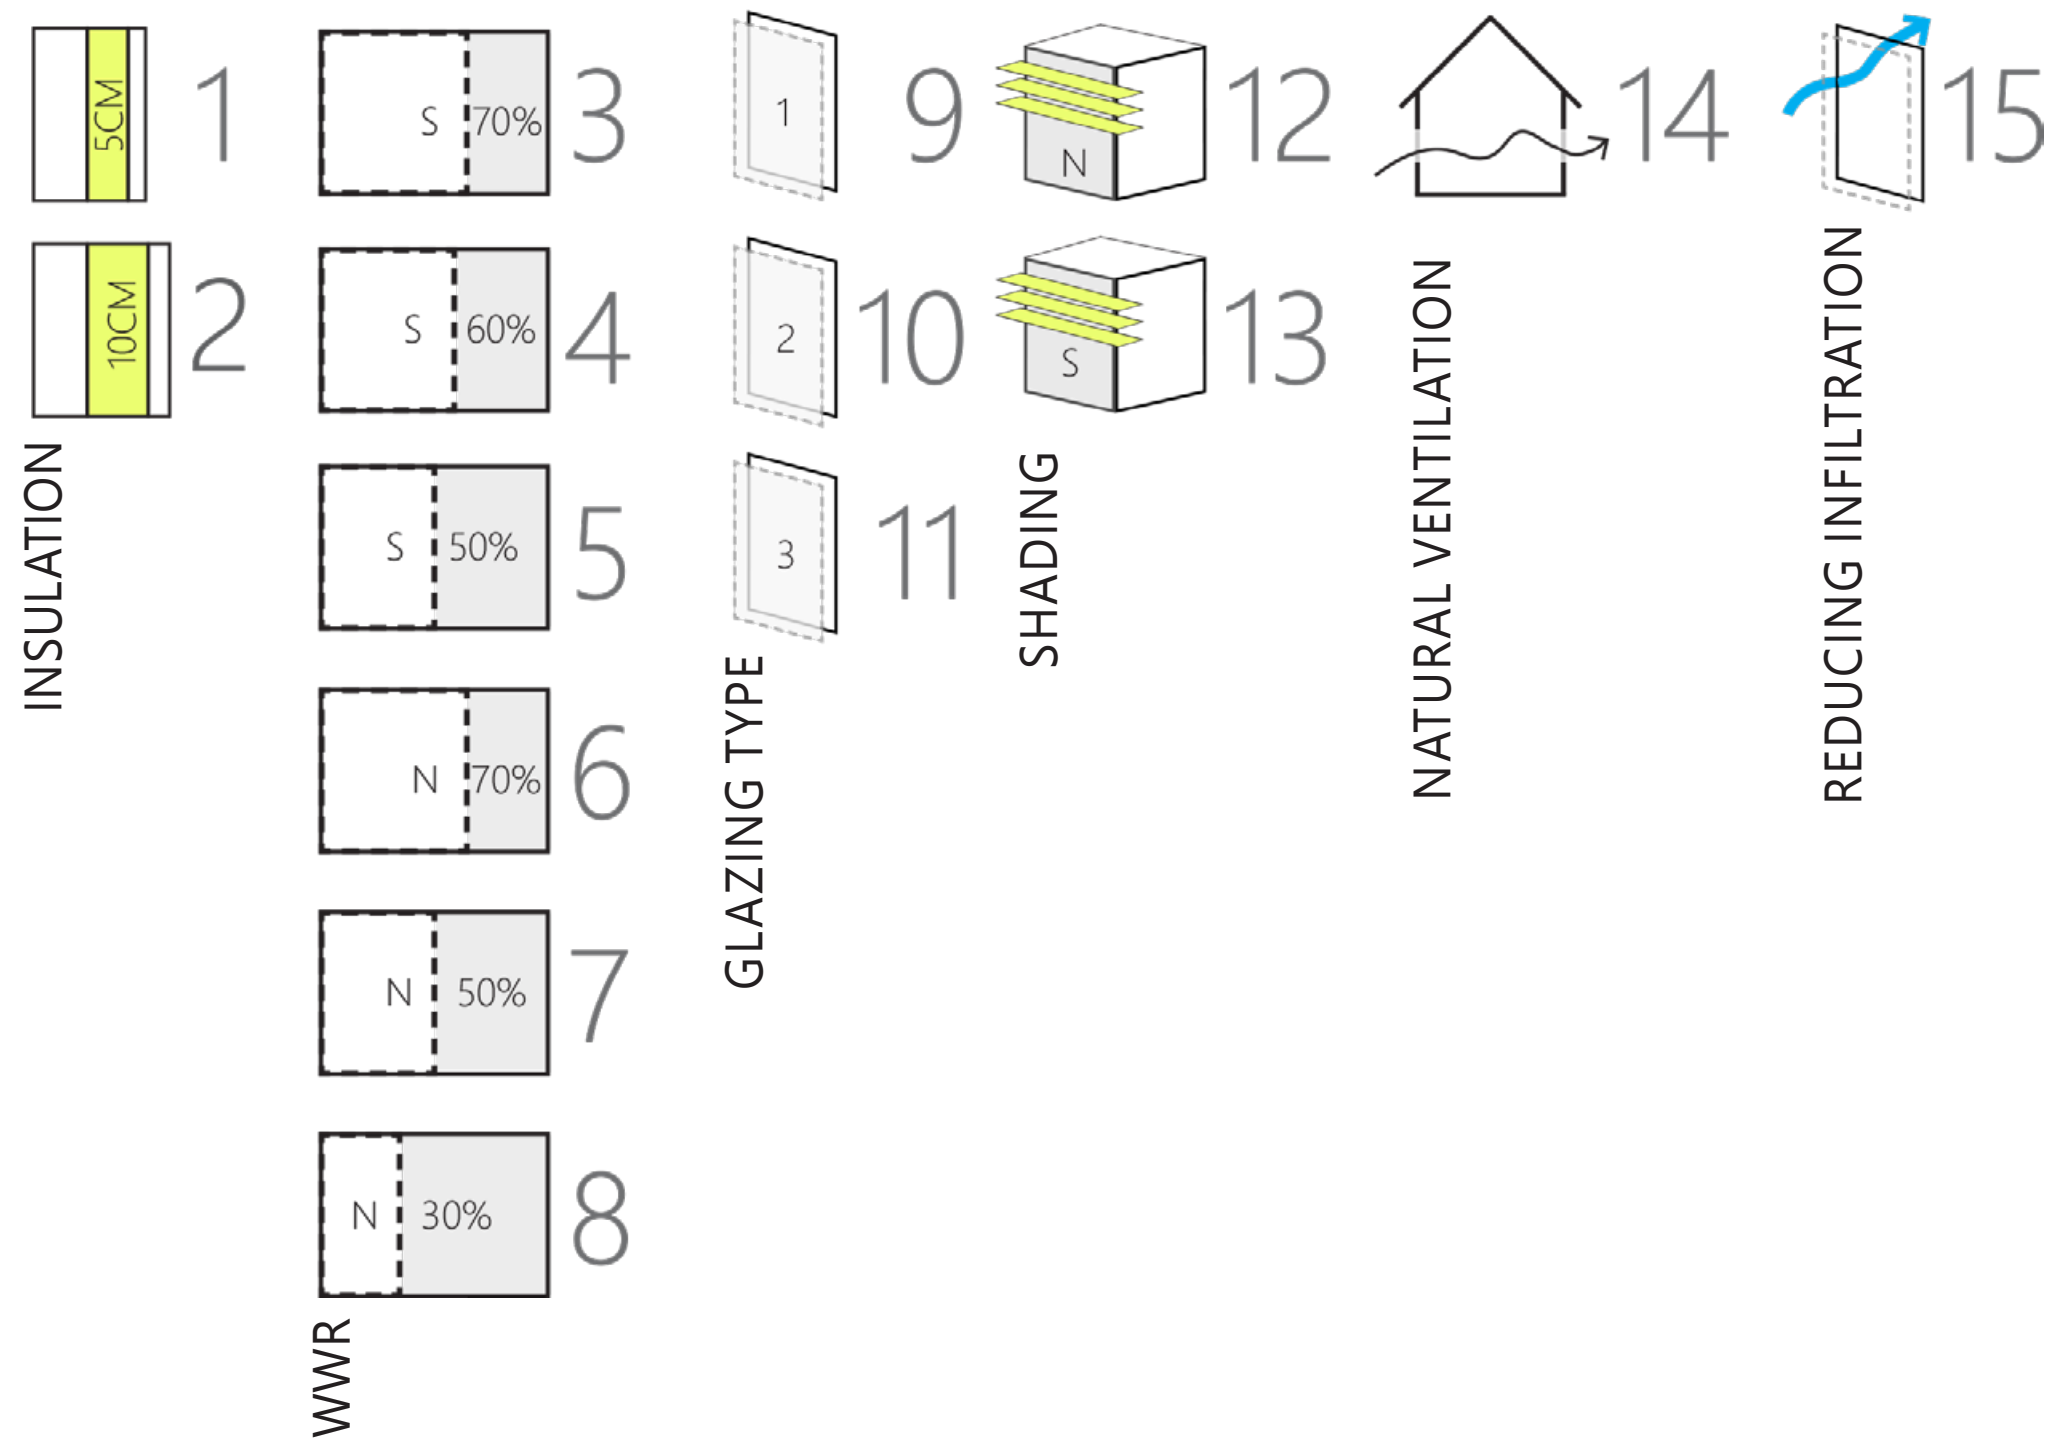 5CM
1
10CM
2
INSULATION
S 70%
3
S 60%
4
S 50%
5
N 70%
6
N 50%
7
N 30%
8
WWR
1
9
2
10
3
11
GLAZING TYPE
N
12
S
13
SHADING
14
NATURAL VENTILATION
15
REDUCING INFILTRATION